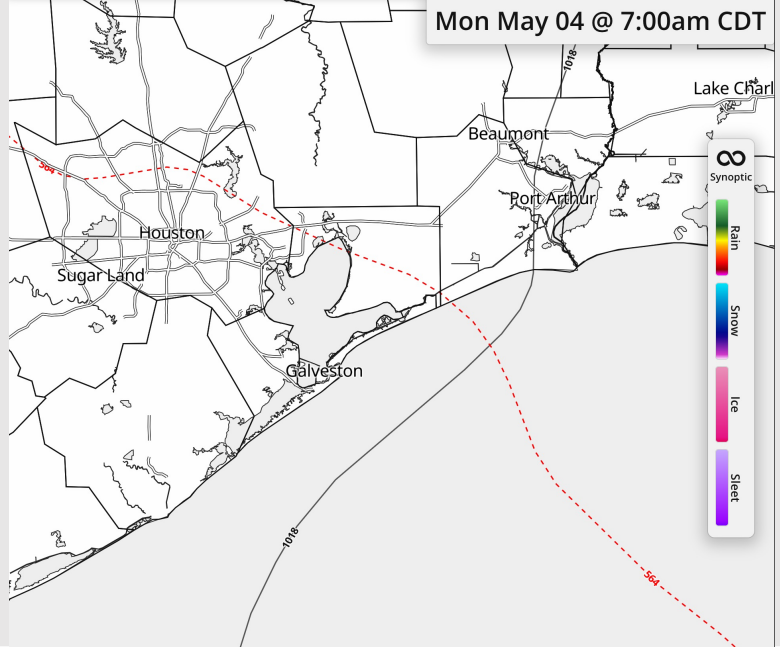 Mon May 04 @ 7:00am CDT
1018
Lake Charl
Beaumont
Synoptic
564
Port Arthur
Rain
Houston
Sugar Land
Snow
Galveston
Ice
Sleet
1018
564